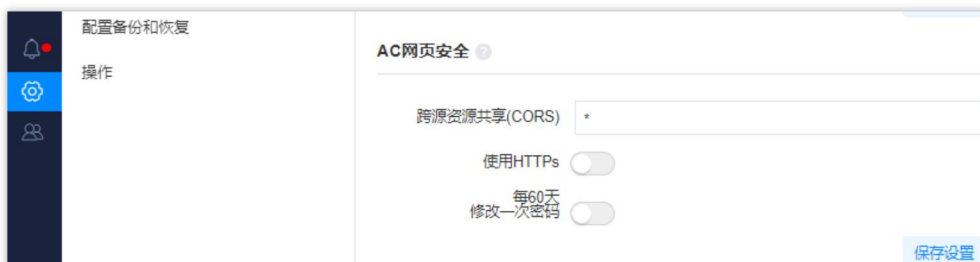 配置备份和恢复
操作
AC网页安全
跨源资源共享(CORS) *
使用HTTPs
每60天
修改一次密码
保存设置